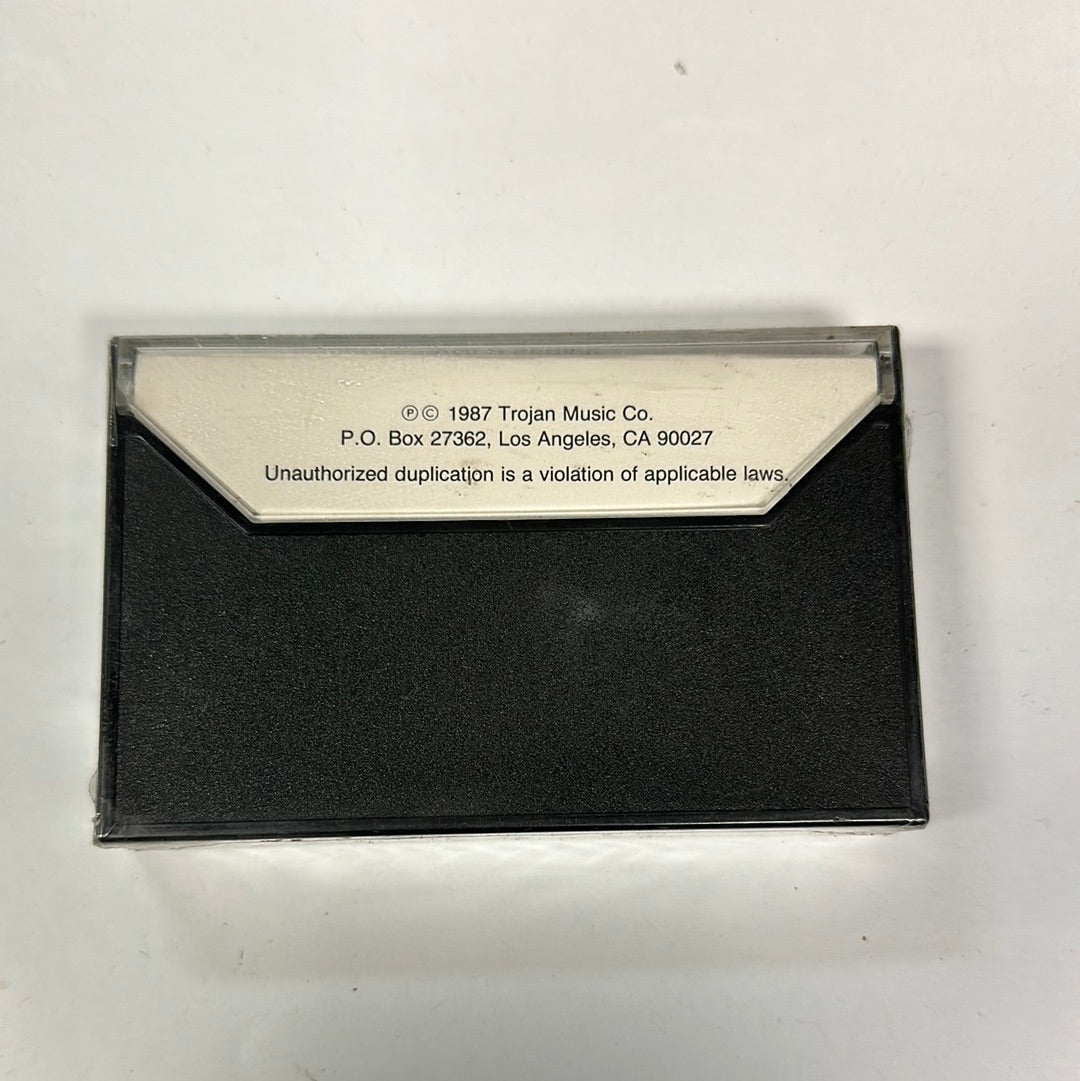 ℗© 1987 Trojan Music Co.
P.O. Box 27362, Los Angeles, CA 90027
Unauthorized duplication is a violation of applicable laws.